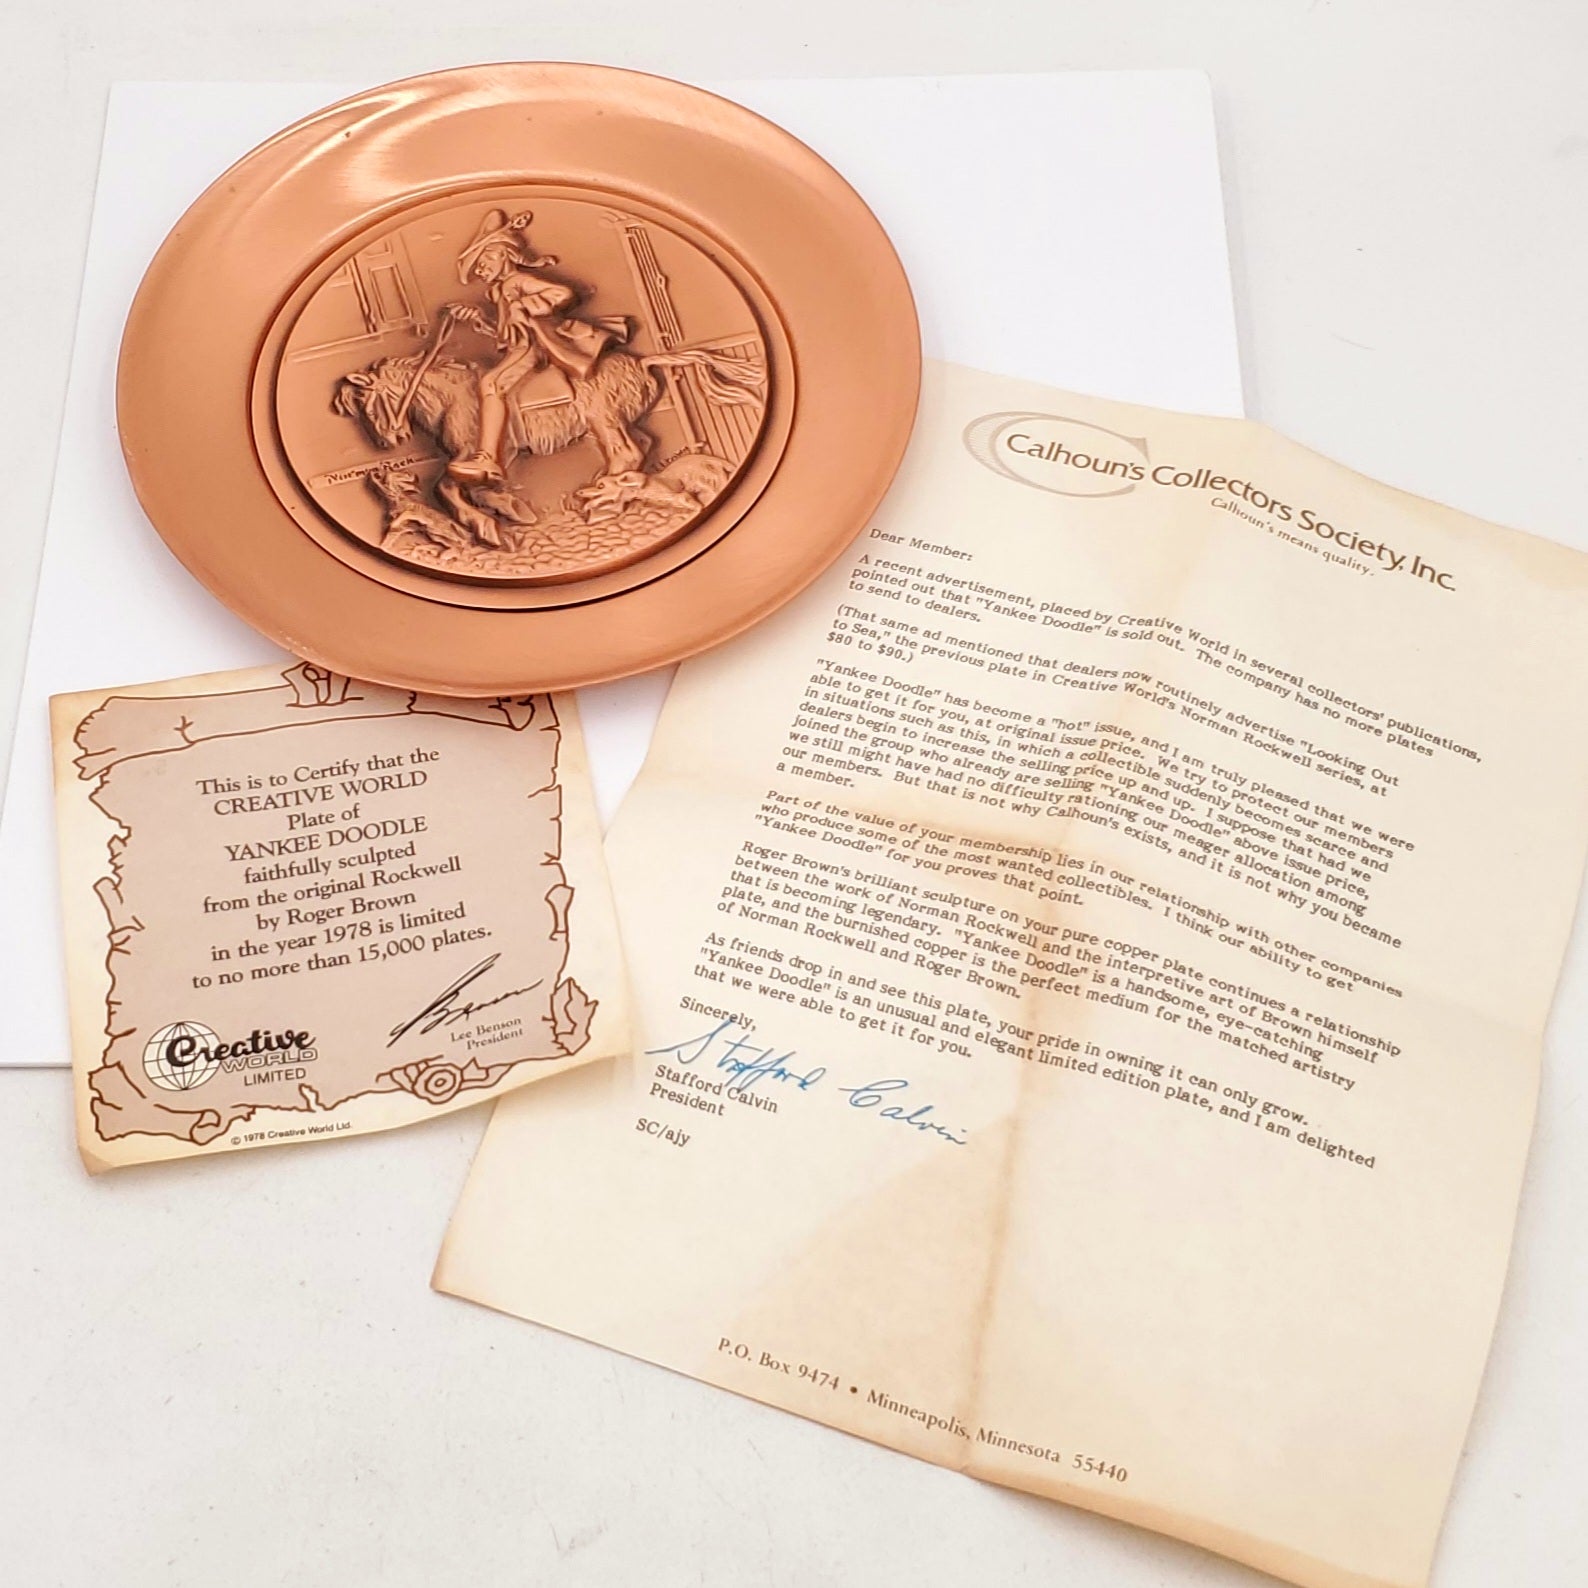 Norman Rock
This is to Certify that the
CREATIVE WORLD
Plate of
YANKEE DOODLE
faithfully sculpted
from the original Rockwell
by Roger Brown
in the year 1978 is limited
to no more than 15,000 plates.
Lee Benson
President
Creative
WORLD
LIMITED
© 1978 Creative World Ltd.
Calhoun's Collectors Society, Inc.
Calhoun's means quality.
Dear Member:
A recent advertisement, placed by Creative World in several collectors' publications,
pointed out that "Yankee Doodle" is sold out. The company has no more plates
to send to dealers.
(That same ad mentioned that dealers now routinely advertise "Looking Out
to Sea," the previous plate in Creative World's Norman Rockwell series, at
$80 to $90.)
"Yankee Doodle" has become a "hot" issue, and I am truly pleased that we were
able to get it for you, at original issue price. We try to protect our members
in situations such as this, in which a collectible suddenly becomes scarce and
dealers begin to increase the selling price up and up. I suppose that had we
joined the group who already are selling "Yankee Doodle" above issue price,
we still might have had no difficulty rationing our meager allocation among
our members. But that is not why Calhoun's exists, and it is not why you became
a member.
Part of the value of your membership lies in our relationship with other companies
who produce some of the most wanted collectibles. I think our ability to get
"Yankee Doodle" for you proves that point.
Roger Brown's brilliant sculpture on your pure copper plate continues a relationship
between the work of Norman Rockwell and the interpretive art of Brown himself
that is becoming legendary. "Yankee Doodle" is a handsome, eye-catching
plate, and the burnished copper is the perfect medium for the matched artistry
of Norman Rockwell and Roger Brown.
As friends drop in and see this plate, your pride in owning it can only grow.
"Yankee Doodle" is an unusual and elegant limited edition plate, and I am delighted
that we were able to get it for you.
Sincerely,
Stafford Calvin
Stafford Calvin
President
SC/ajy
P.O. Box 9474 • Minneapolis, Minnesota 55440